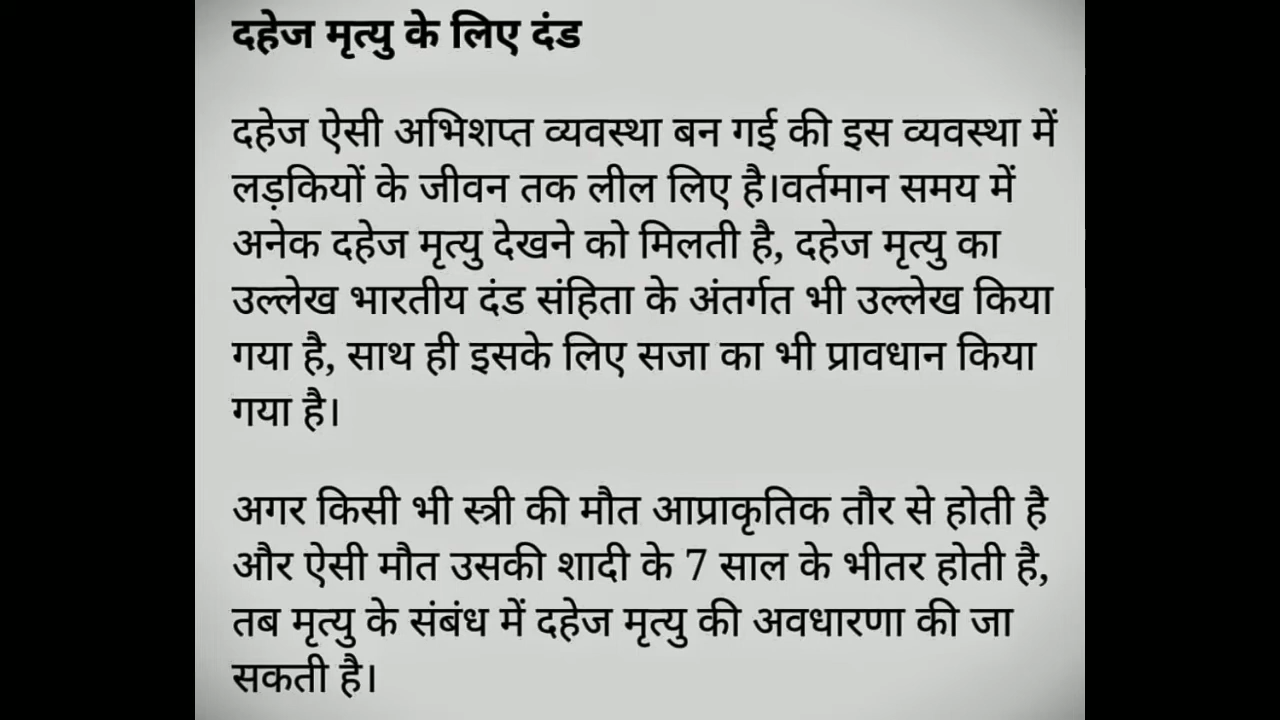 दहेज मृत्यु के लिए दंड
दहेज ऐसी अभिशप्त व्यवस्था बन गई की इस व्यवस्था में
लड़कियों के जीवन तक लील लिए है।वर्तमान समय में
अनेक दहेज मृत्यु देखने को मिलती है, दहेज मृत्यु का
उल्लेख भारतीय दंड संहिता के अंतर्गत भी उल्लेख किया
गया है, साथ ही इसके लिए सजा का भी प्रावधान किया
गया है।
अगर किसी भी स्त्री की मौत आप्राकृतिक तौर से होती है
और ऐसी मौत उसकी शादी के 7 साल के भीतर होती है,
तब मृत्यु के संबंध में दहेज मृत्यु की अवधारणा की जा
सकती है।